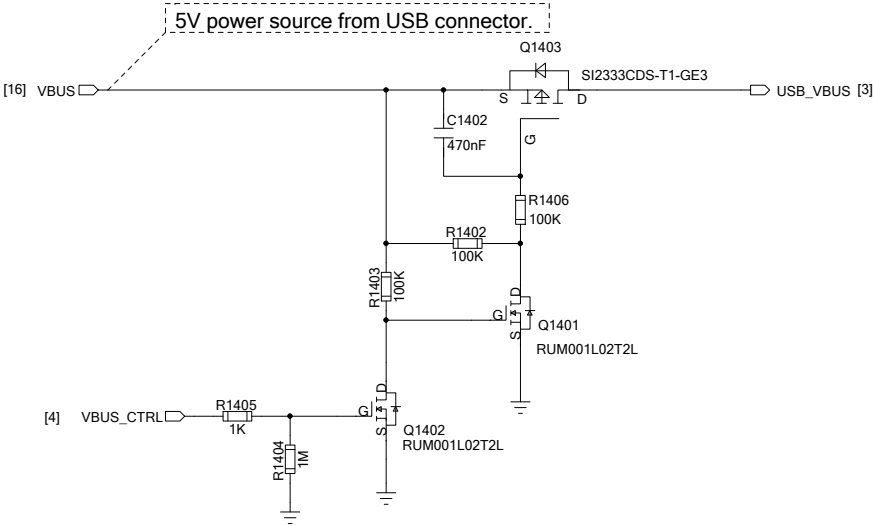 5V power source from USB connector.
Q1403
SI2333CDS-T1-GE3
[16] VBUS
S
D
USB_VBUS [3]
C1402
470nF
G
R1406
100K
R1402
100K
R1403
100K
D
G
S
Q1401
RUM001L02T2L
[4] VBUS_CTRL
R1405
1K
D
G
S
Q1402
RUM001L02T2L
R1404
1M